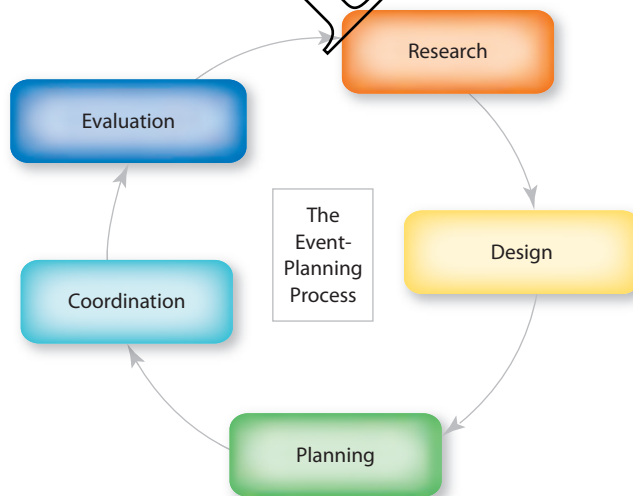 Research
Evaluation
The
Event-
Planning
Process
Design
Coordination
Planning